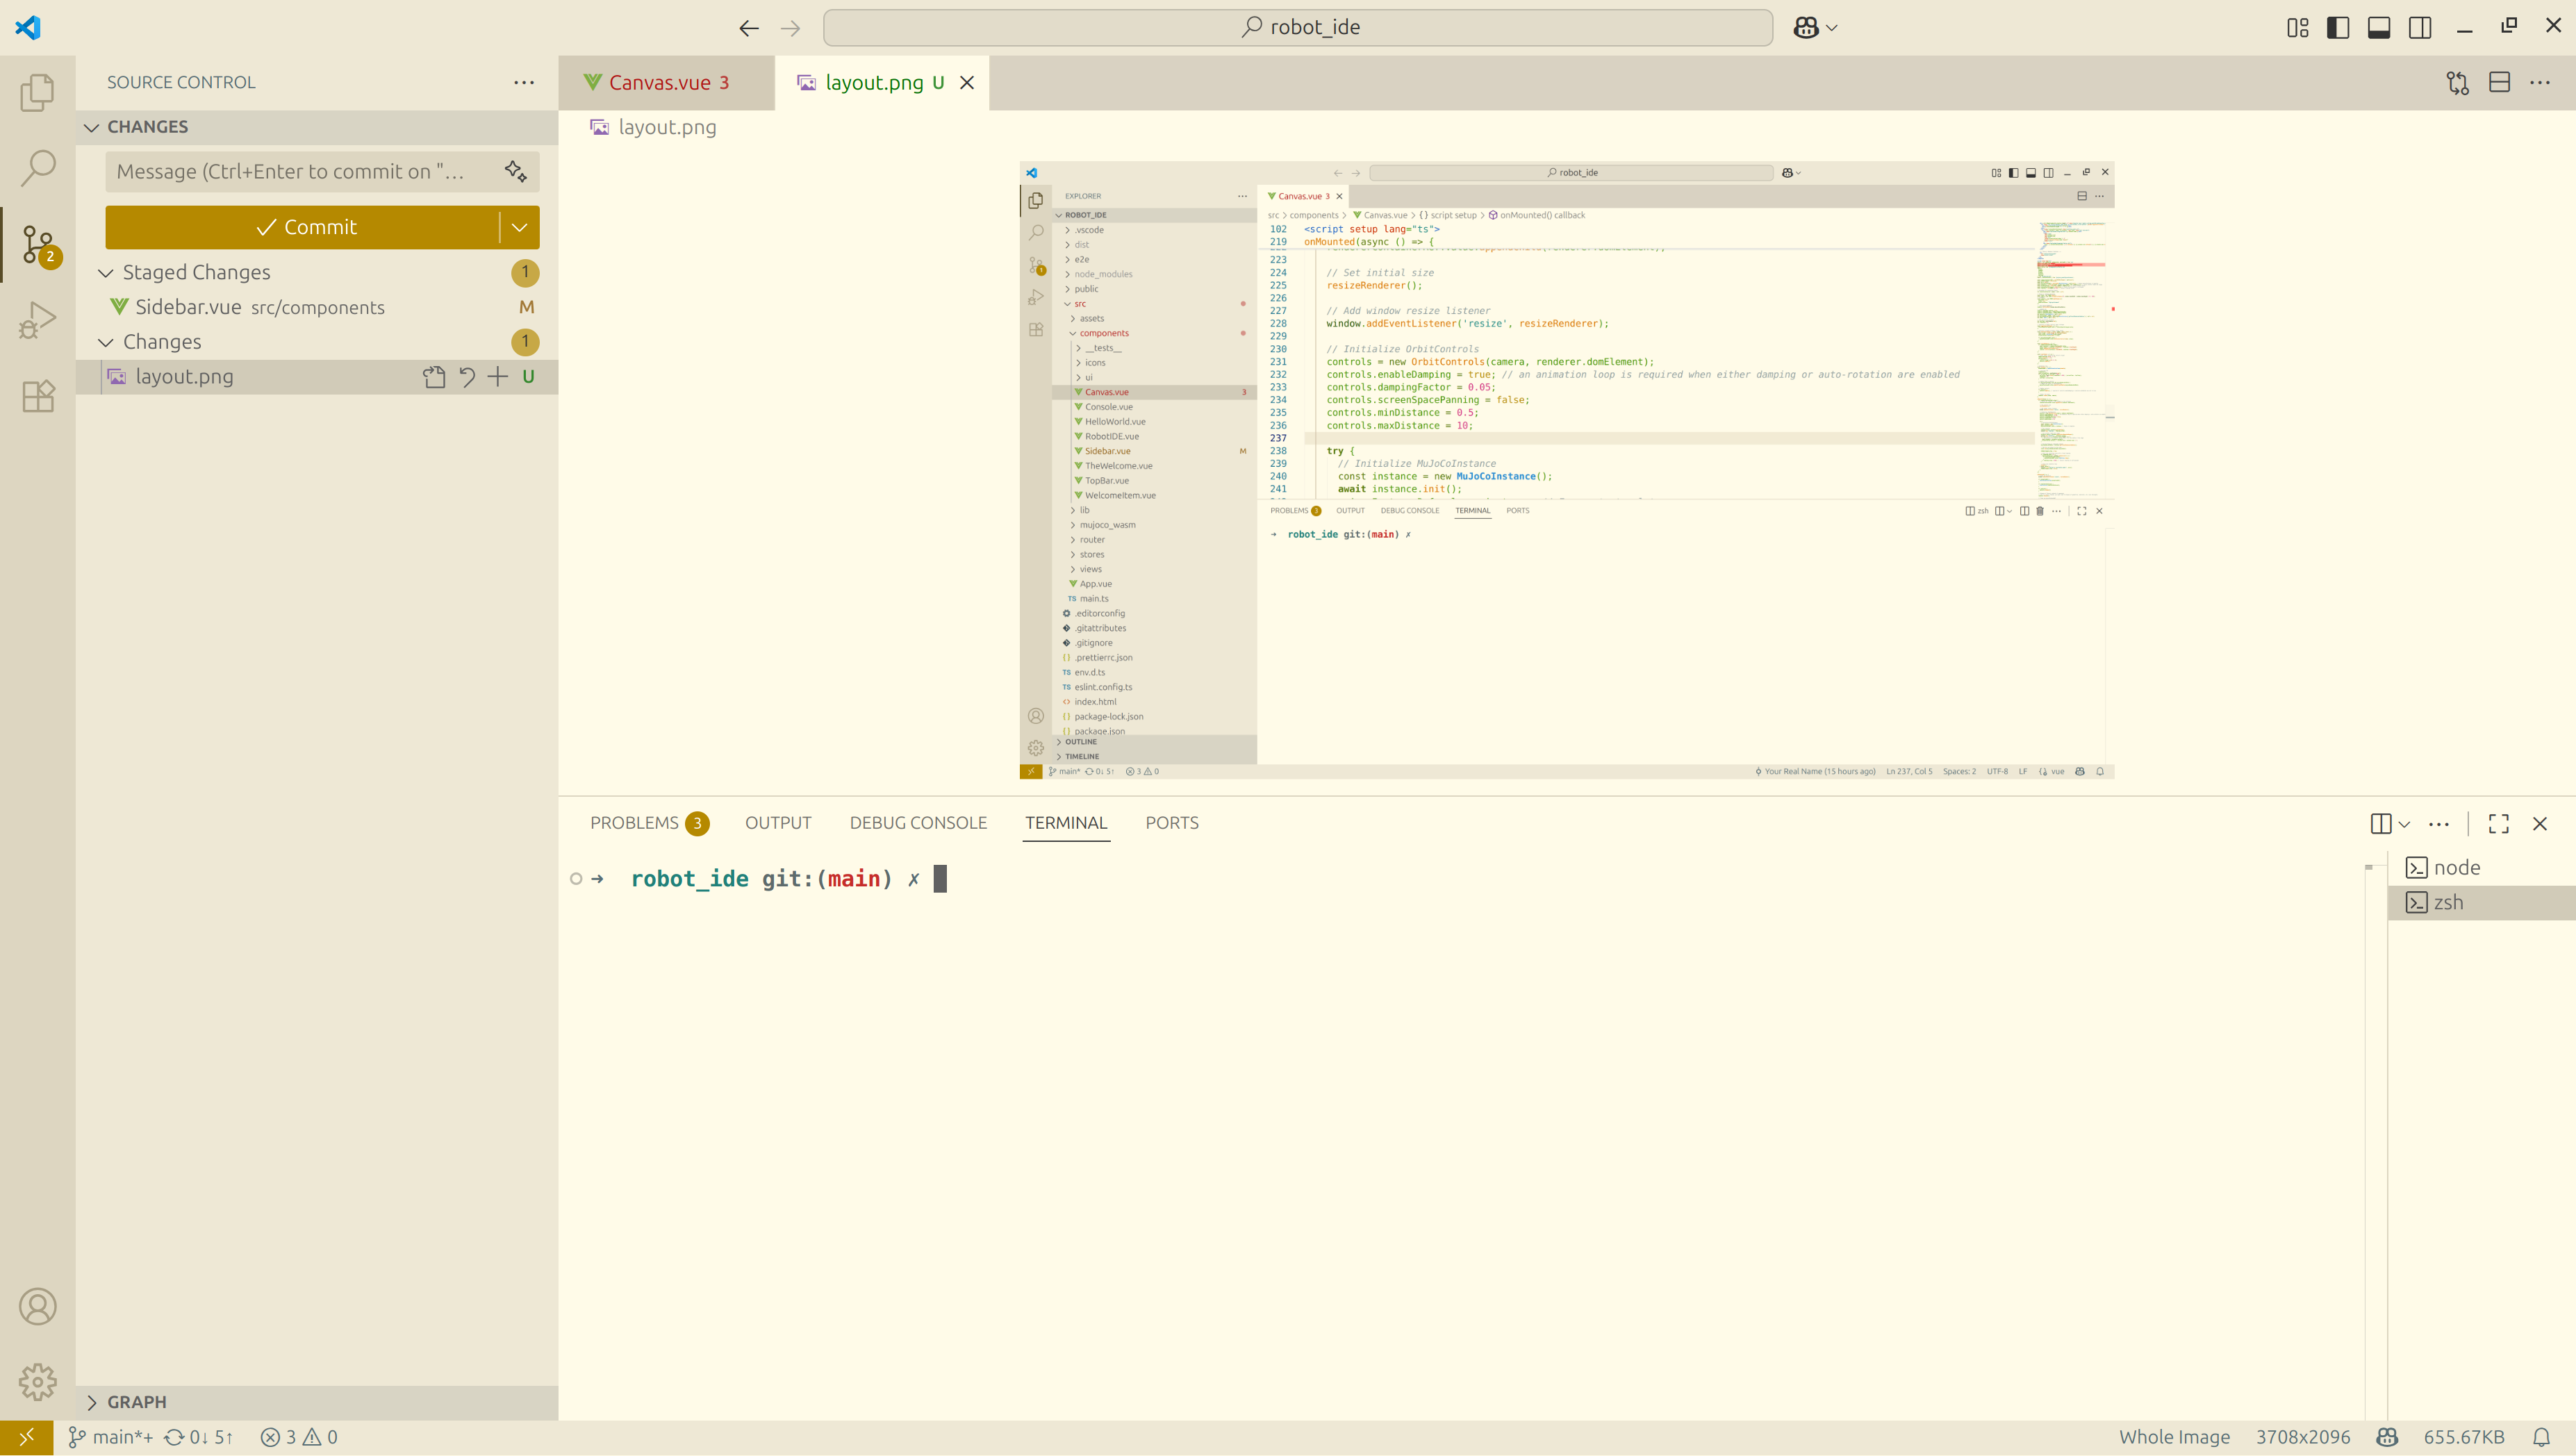 robot_ide
SOURCE CONTROL
CHANGES
Message (Ctrl+Enter to commit on "...
Commit
Staged Changes 1
Sidebar.vue src/components M
Changes 1
layout.png U
2
GRAPH
Canvas.vue 3
layout.png U
layout.png
robot_ide
EXPLORER
ROBOT_IDE
.vscode
dist
e2e
node_modules
public
src
assets
components
__tests__
icons
ui
Canvas.vue 3
Console.vue
HelloWorld.vue
RobotIDE.vue
Sidebar.vue M
TheWelcome.vue
TopBar.vue
WelcomeItem.vue
lib
mujoco_wasm
router
stores
views
App.vue
TS main.ts
.editorconfig
.gitattributes
.gitignore
{} .prettierrc.json
TS env.d.ts
TS eslint.config.ts
<> index.html
{} package-lock.json
{} package.json
OUTLINE
TIMELINE
Canvas.vue 3
src > components > Canvas.vue > {} script setup > onMounted() callback
102 <script setup lang="ts">
219 onMounted(async () => {
223
224 // Set initial size
225 resizeRenderer();
226
227 // Add window resize listener
228 window.addEventListener('resize', resizeRenderer);
229
230 // Initialize OrbitControls
231 controls = new OrbitControls(camera, renderer.domElement);
232 controls.enableDamping = true; // an animation loop is required when either damping or auto-rotation are enabled
233 controls.dampingFactor = 0.05;
234 controls.screenSpacePanning = false;
235 controls.minDistance = 0.5;
236 controls.maxDistance = 10;
237
238 try {
239 // Initialize MuJoCoInstance
240 const instance = new MuJoCoInstance();
241 await instance.init();
PROBLEMS 3 OUTPUT DEBUG CONSOLE TERMINAL PORTS
zsh
→ robot_ide git:(main) ✗
main* 0↓ 5↑ 3 0
Your Real Name (15 hours ago) Ln 237, Col 5 Spaces: 2 UTF-8 LF vue
PROBLEMS 3 OUTPUT DEBUG CONSOLE TERMINAL PORTS
→ robot_ide git:(main) ✗
node
zsh
main*+ 0↓ 5↑ 3 0
Whole Image 3708x2096 655.67KB